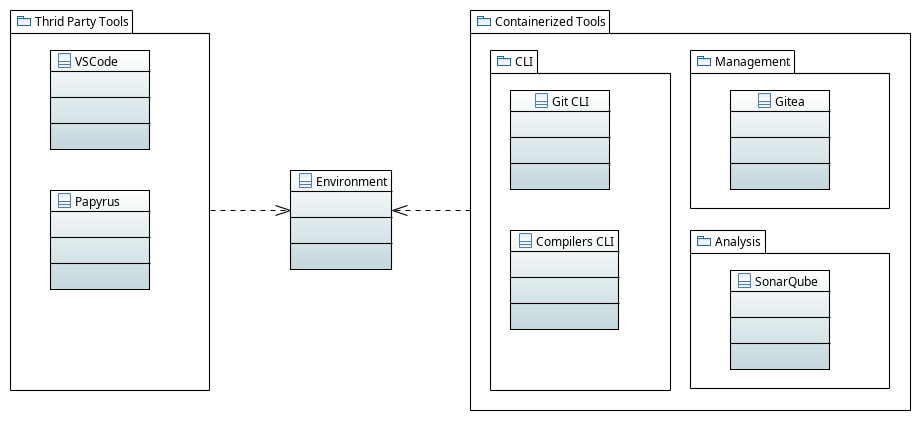 Thrid Party Tools
VSCode
Papyrus
Environment
Containerized Tools
CLI
Git CLI
Compilers CLI
Management
Gitea
Analysis
SonarQube